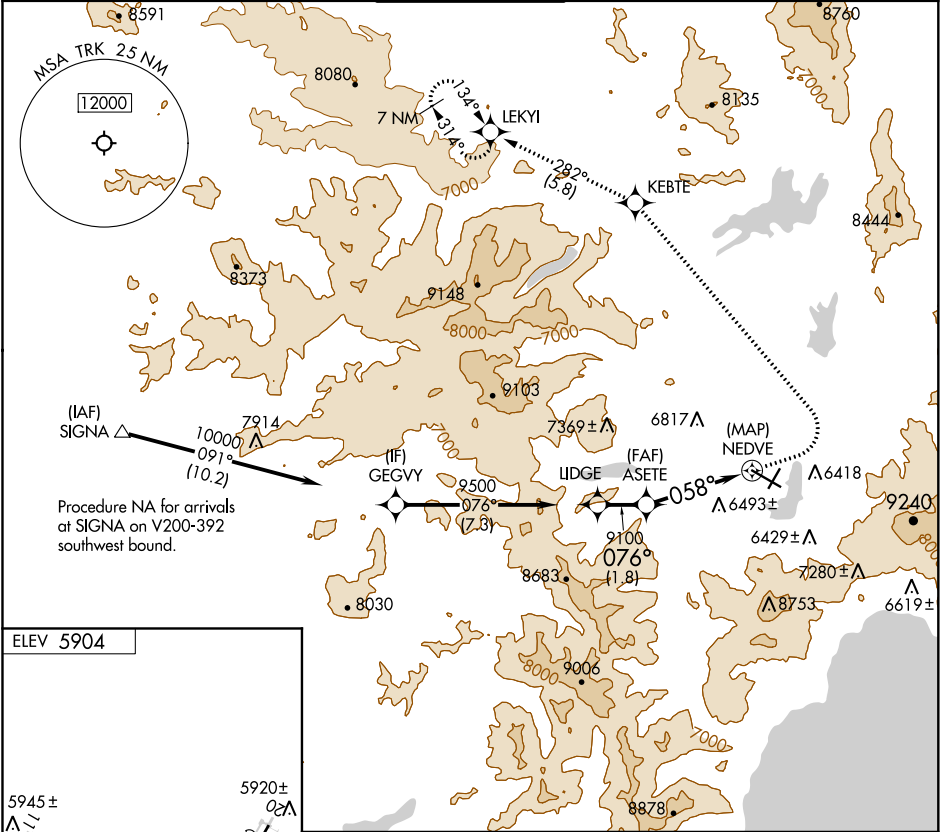 8591
8760
MSA TRK 25 NM
12000
8080
8135
134°
7 NM
314°
LEKYI
7000
282°
(5.8)
KEBTE
7000
8444
8373
9148
8000
7000
9103
(IAF)
SIGNA
7914
10000
091°
(10.2)
7000
7369±
6817
(MAP)
NEDVE
(IF)
GEGVY
LIDGE
(FAF)
ASETE
6418
Procedure NA for arrivals
at SIGNA on V200-392
southwest bound.
9500
076°
(7.3)
058°
6493±
9240
9100
076°
(1.8)
6429±
8683
7280±
8030
8753
6619±
ELEV 5904
8000
9006
7000
5945±
11
5920±
20
8878